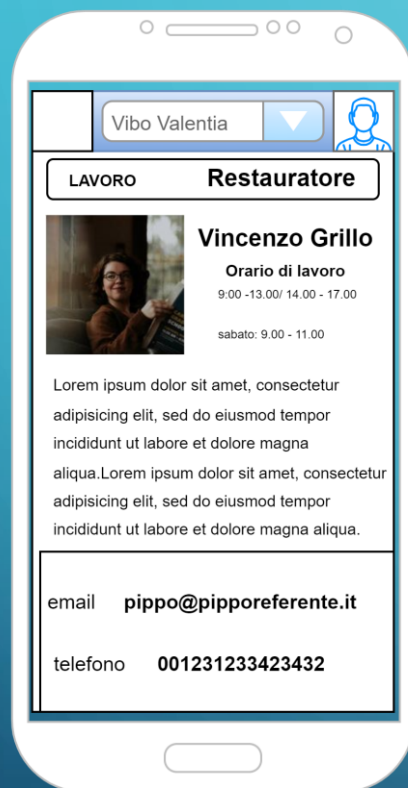 Vibo Valentia
LAVORO Restauratore
Vincenzo Grillo
Orario di lavoro
9:00 -13.00/ 14.00 - 17.00
sabato: 9.00 - 11.00
Lorem ipsum dolor sit amet, consectetur
adipisicing elit, sed do eiusmod tempor
incididunt ut labore et dolore magna
aliqua.Lorem ipsum dolor sit amet, consectetur
adipisicing elit, sed do eiusmod tempor
incididunt ut labore et dolore magna aliqua.
email pippo@pipporeferente.it
telefono 001231233423432